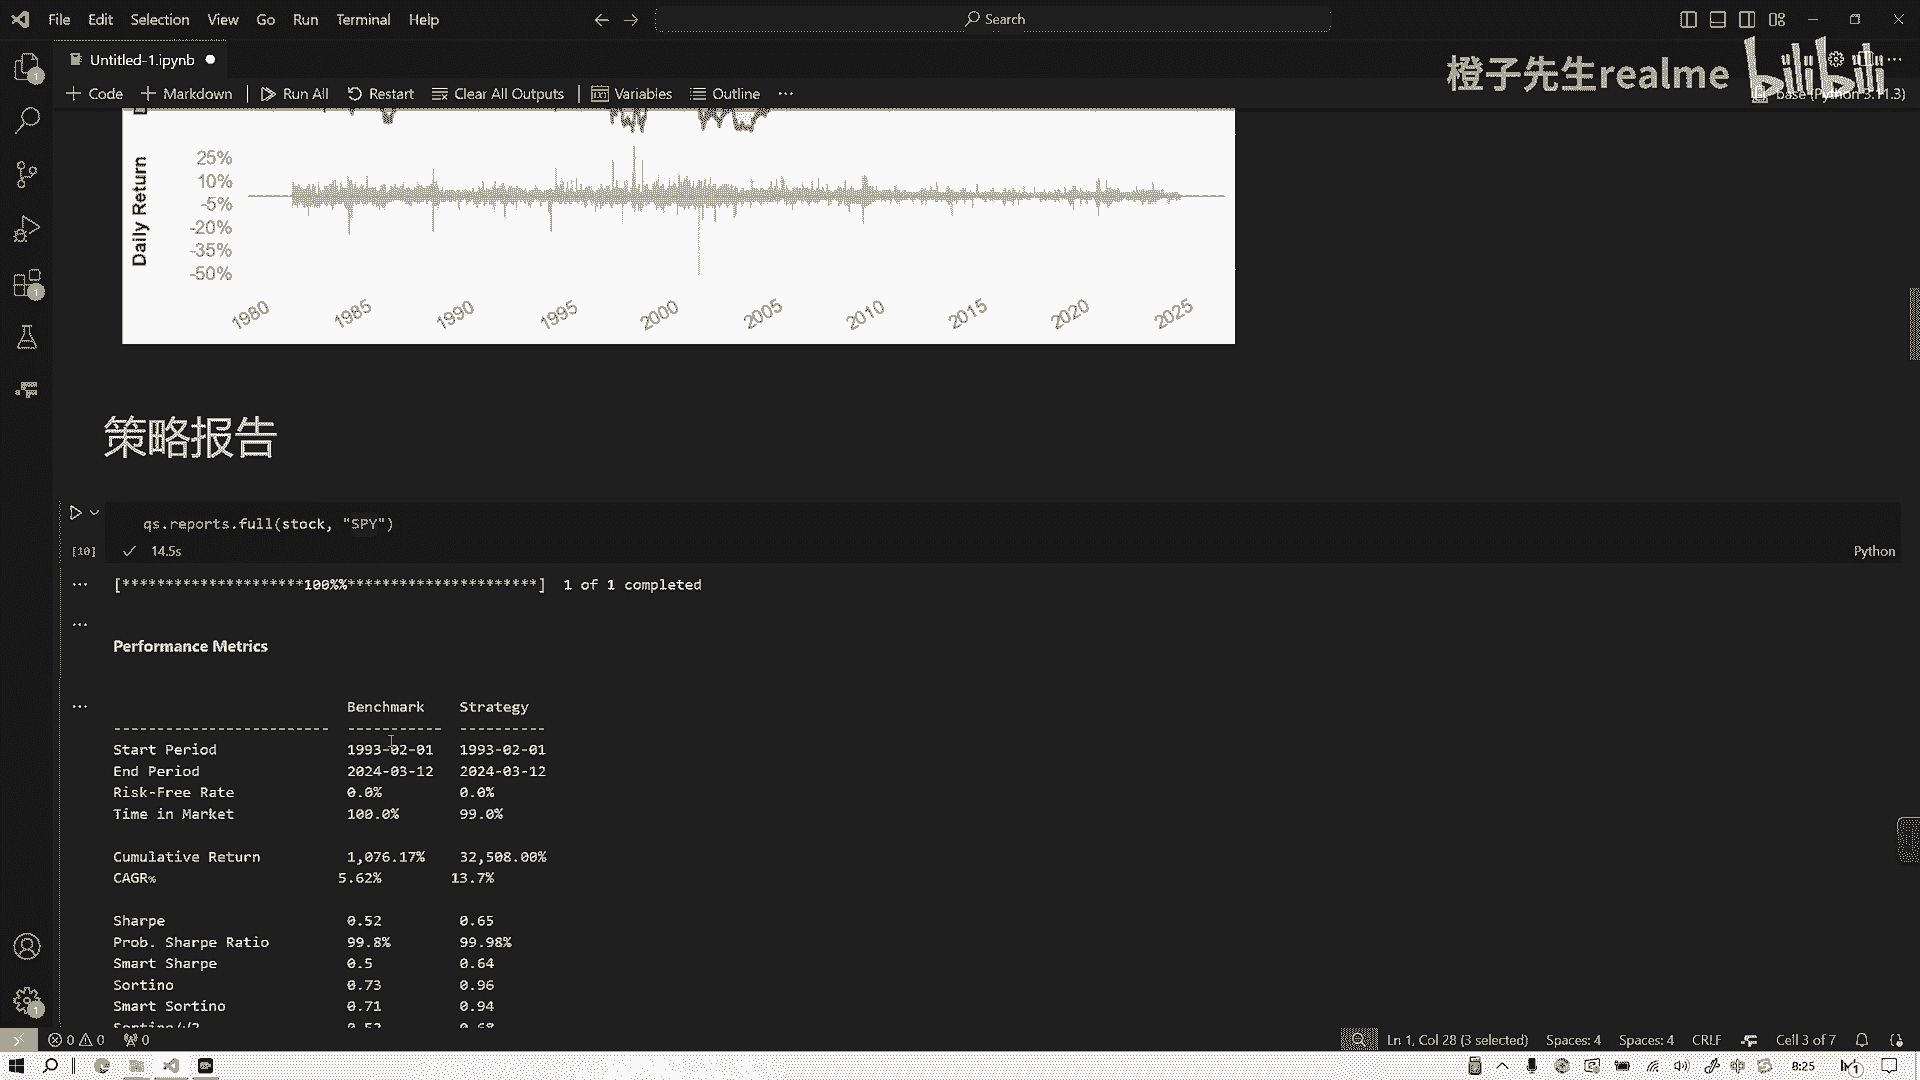 File Edit Selection View Go Run Terminal Help
Search
Untitled-1.ipynb
橙子先生realme bilibili
Code Markdown Run All Restart Clear All Outputs Variables Outline ...
base (Python 3.11.3)
Daily Return
25%
10%
-5%
-20%
-35%
-50%
1980 1985 1990 1995 2000 2005 2010 2015 2020 2025
策略报告
qs.reports.full(stock, "SPY")
[10] 14.5s
Python
[*********************100%%**********************] 1 of 1 completed
Performance Metrics
Benchmark Strategy
------------------------- ----------- ----------
Start Period 1993-02-01 1993-02-01
End Period 2024-03-12 2024-03-12
Risk-Free Rate 0.0% 0.0%
Time in Market 100.0% 99.0%
Cumulative Return 1,076.17% 32,508.00%
CAGR% 5.62% 13.7%
Sharpe 0.52 0.65
Prob. Sharpe Ratio 99.8% 99.98%
Smart Sharpe 0.5 0.64
Sortino 0.73 0.96
Smart Sortino 0.71 0.94
Sortino/√2 0.52 0.68
0 0 0
Ln 1, Col 28 (3 selected) Spaces: 4 Spaces: 4 CRLF Cell 3 of 7
中 8:25